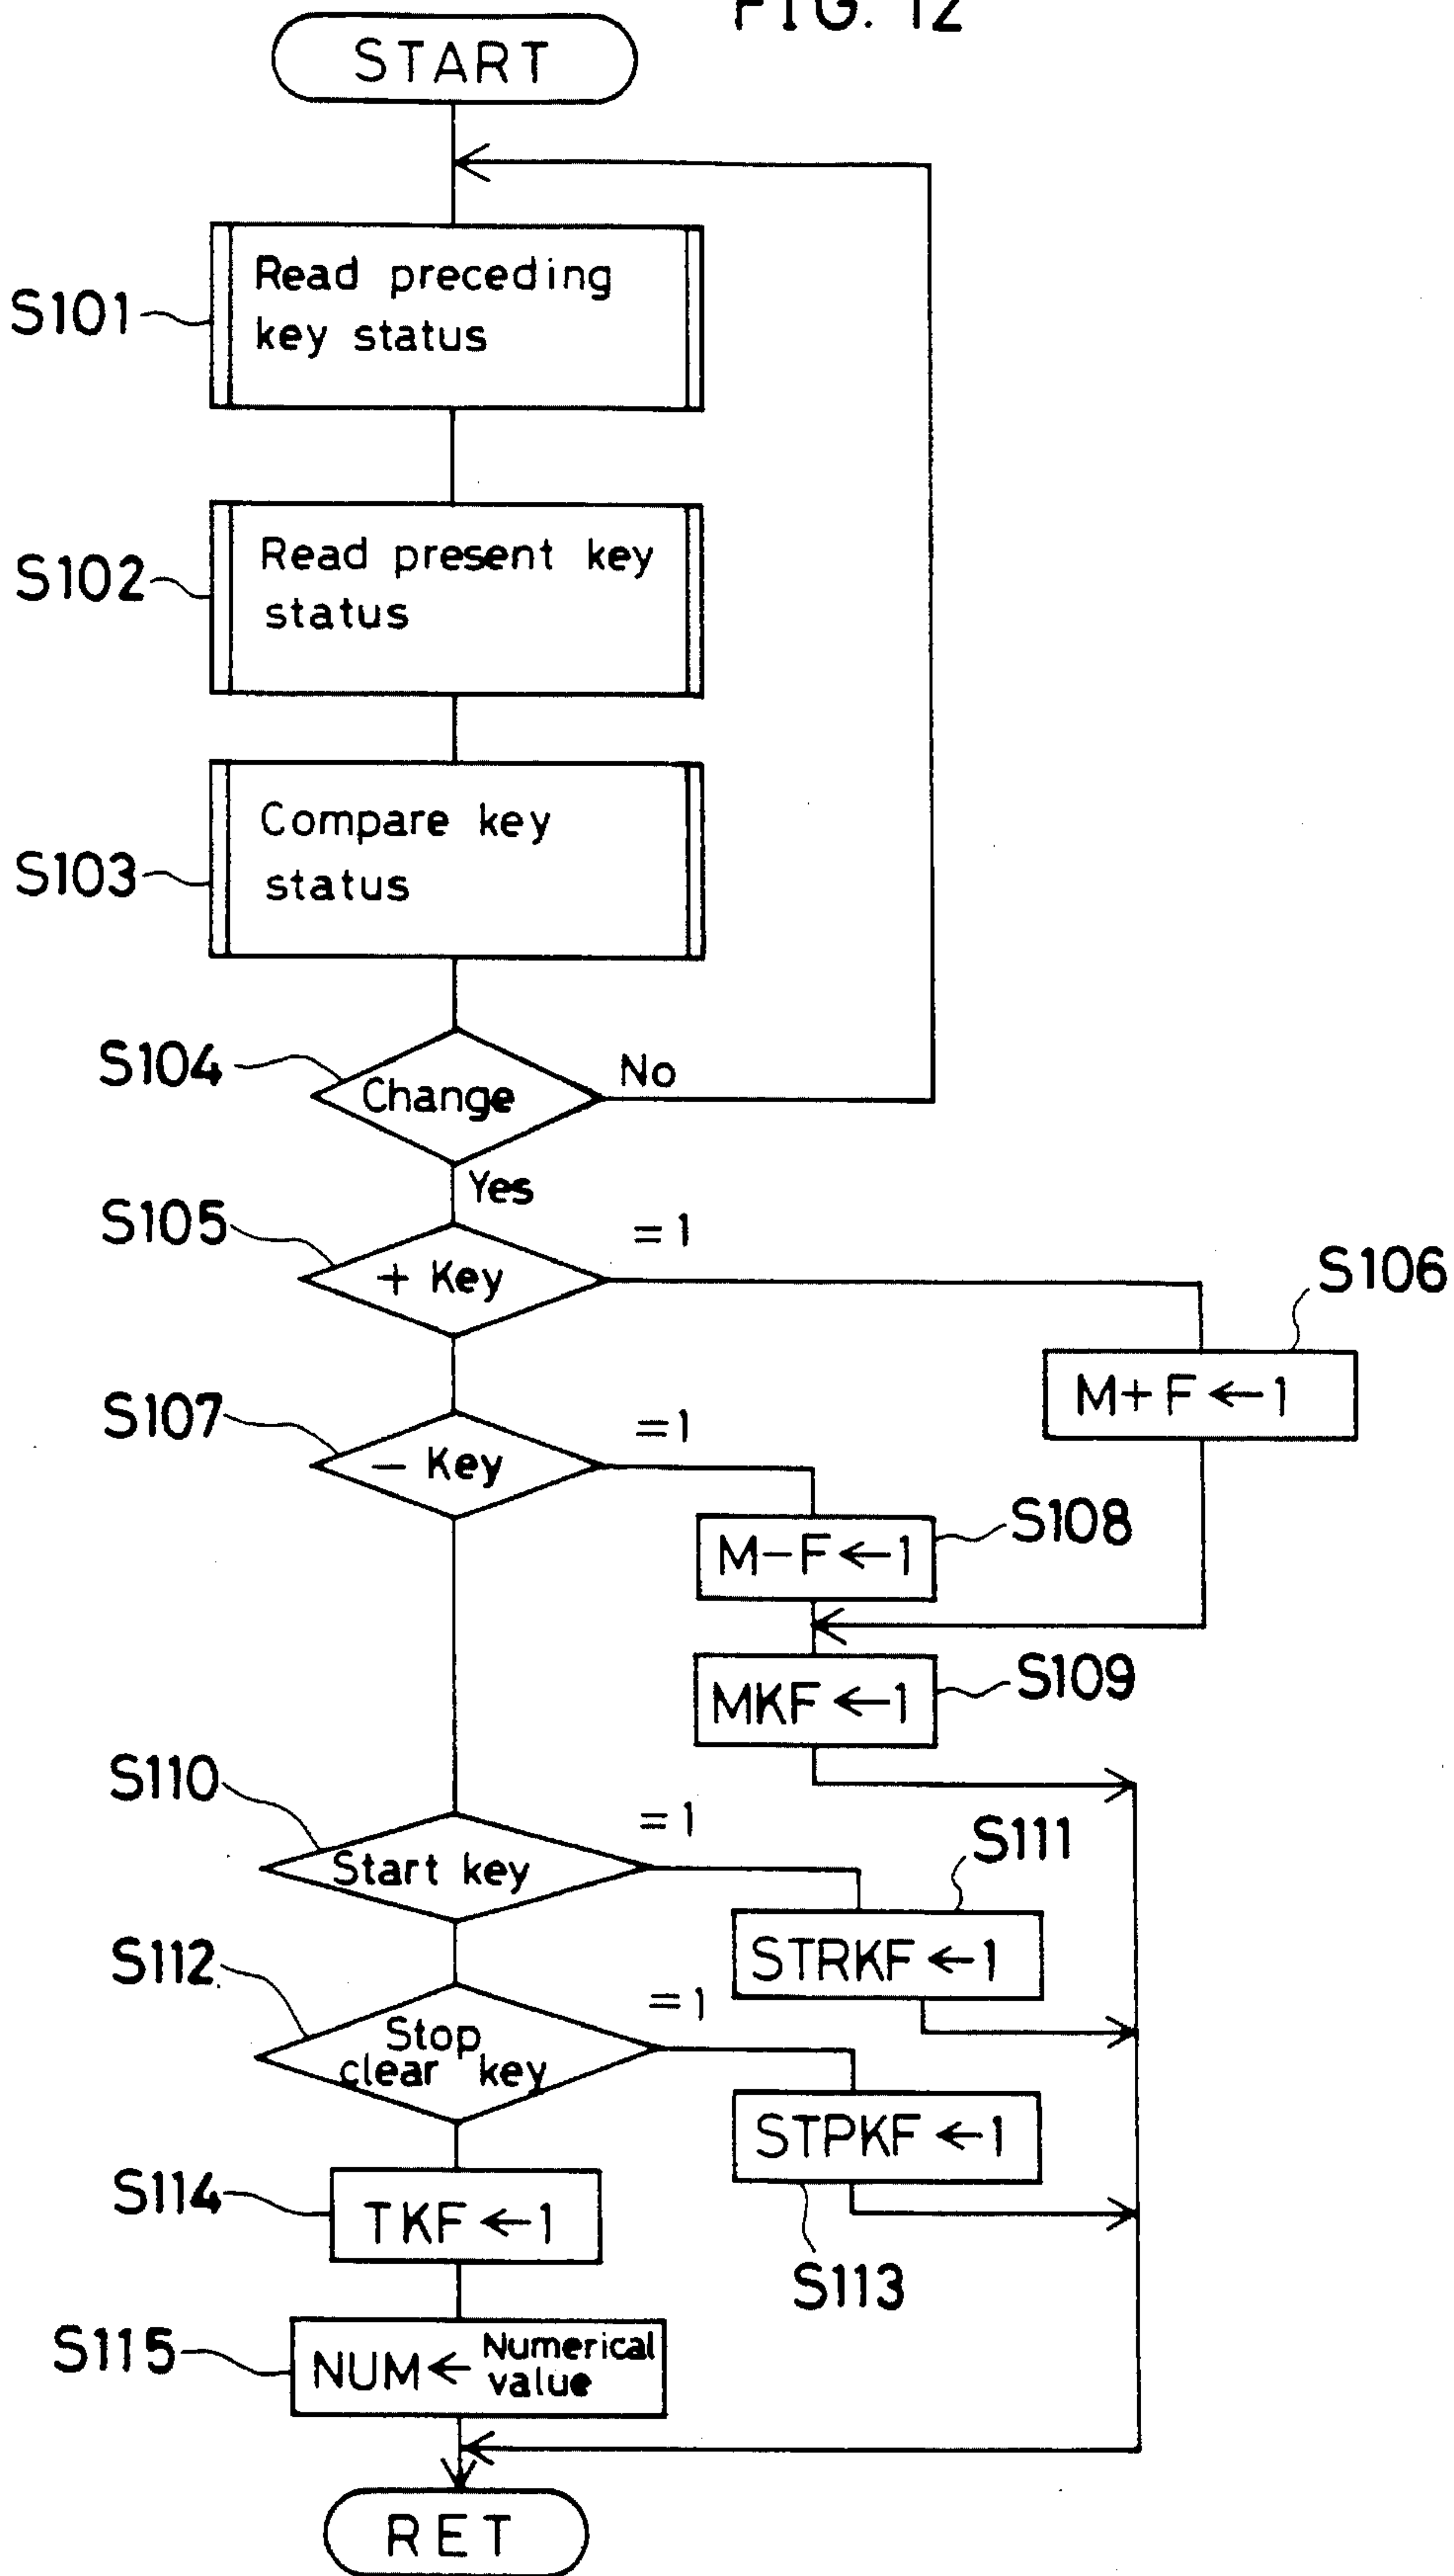 FIG. 12
START
S101
Read preceding
key status
S102
Read present key
status
S103
Compare key
status
S104
Change
No
Yes
S105
+ Key
=1
S106
M+F←1
S107
- Key
=1
S108
M-F←1
S109
MKF←1
S110
Start key
=1
S111
STRKF←1
S112
Stop
clear key
=1
STPKF←1
S113
S114
TKF←1
S115
NUM← Numerical
value
RET